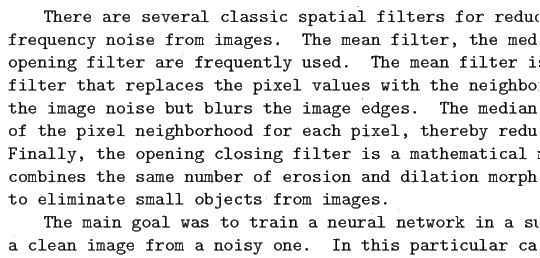 There are several classic spatial filters for reduc
frequency noise from images. The mean filter, the med
opening filter are frequently used. The mean filter is
filter that replaces the pixel values with the neighbo
the image noise but blurs the image edges. The median
of the pixel neighborhood for each pixel, thereby redu
Finally, the opening closing filter is a mathematical
combines the same number of erosion and dilation morph
to eliminate small objects from images.
The main goal was to train a neural network in a su
a clean image from a noisy one. In this particular ca